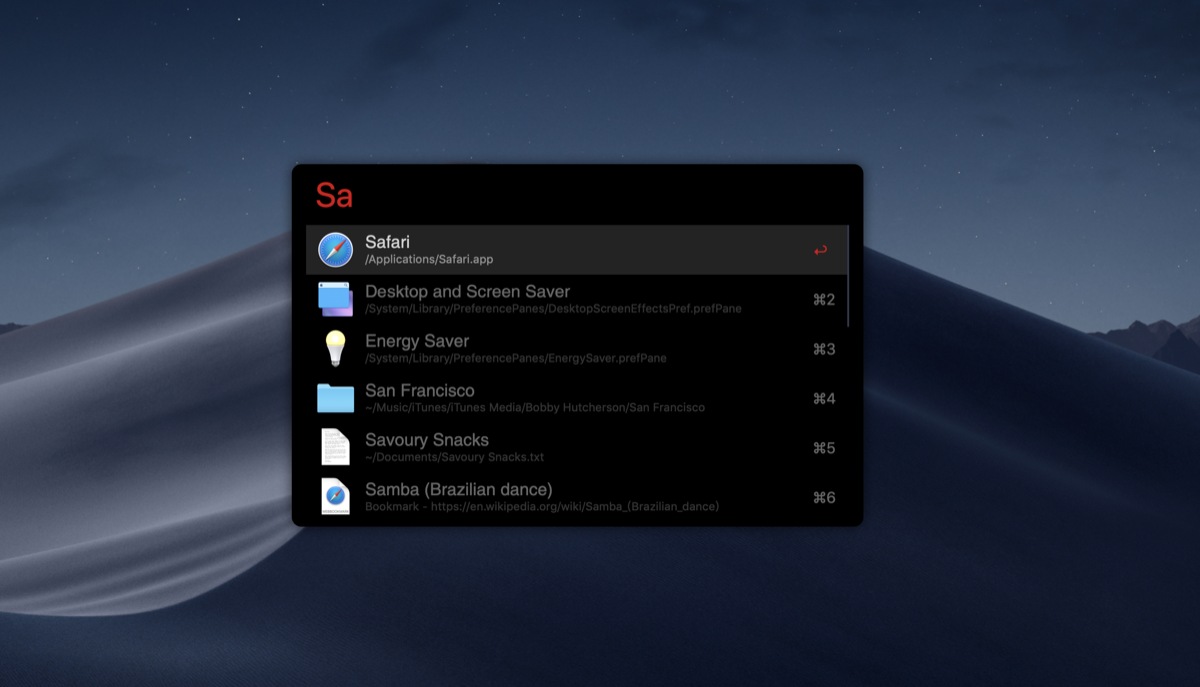 Sa
Safari
/Applications/Safari.app
Desktop and Screen Saver
/System/Library/PreferencePanes/DesktopScreenEffectsPref.prefPane
⌘2
Energy Saver
/System/Library/PreferencePanes/EnergySaver.prefPane
⌘3
San Francisco
~/Music/iTunes/iTunes Media/Bobby Hutcherson/San Francisco
⌘4
Savoury Snacks
~/Documents/Savoury Snacks.txt
⌘5
Samba (Brazilian dance)
Bookmark - https://en.wikipedia.org/wiki/Samba_(Brazilian_dance)
⌘6